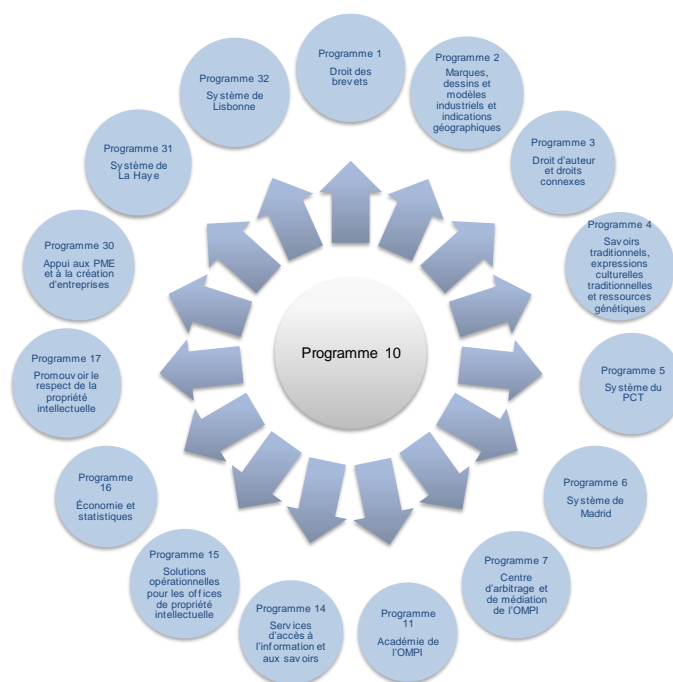 Programme 1
Droit des
brevets
Programme 2
Marques,
dessins et
modèles
industriels et
indications
géographiques
Programme 3
Droit d'auteur
et droits
connexes
Programme 4
Savoirs
traditionnels,
expressions
culturelles
traditionnelles
et ressources
génétiques
Programme 5
Système du
PCT
Programme 6
Système de
Madrid
Programme 7
Centre
d'arbitrage et
de médiation
de l'OMPI
Programme
11
Académie de
l'OMPI
Programme 14
Services
d'accès à
l'information et
aux savoirs
Programme 15
Solutions
opérationnelles
pour les offices
de propriété
intellectuelle
Programme
16
Économie et
statistiques
Programme 17
Promouvoir le
respect de la
propriété
intellectuelle
Programme 30
Appui aux PME
et à la création
d'entreprises
Programme 31
Système de
La Haye
Programme 32
Système de
Lisbonne
Programme 10